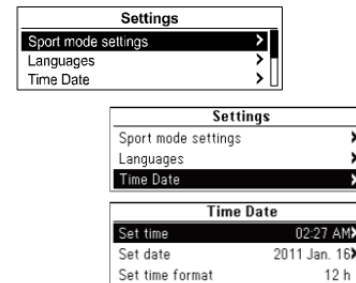 Settings
Sport mode settings >
Languages >
Time Date >
Settings
Sport mode settings >
Languages >
Time Date >
Time Date
Set time 02:27 AM>
Set date 2011 Jan. 16>
Set time format 12 h